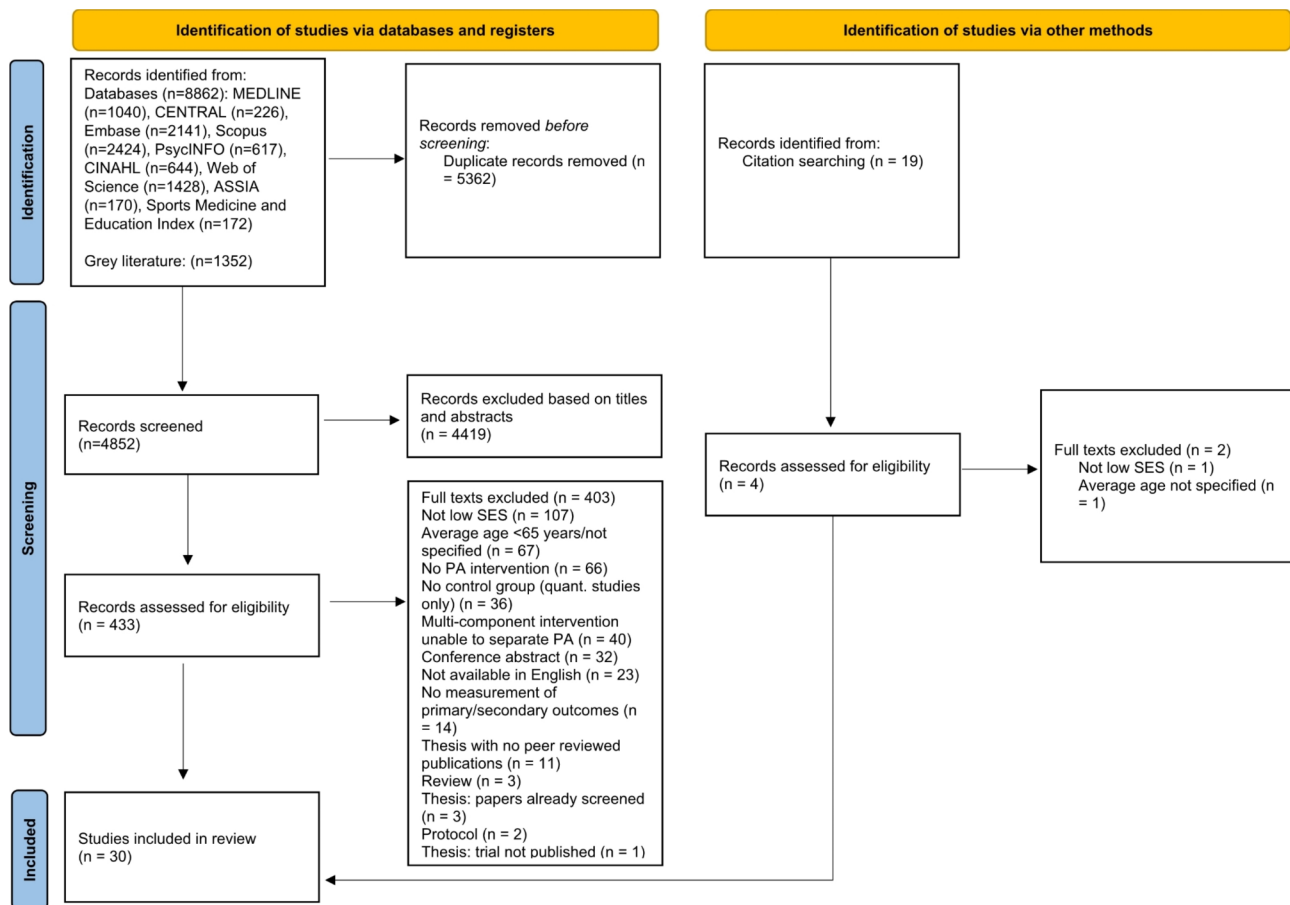 Identification of studies via databases and registers
Identification of studies via other methods
Identification
Records identified from:
Databases (n=8862): MEDLINE
(n=1040), CENTRAL (n=226),
Embase (n=2141), Scopus
(n=2424), PsycINFO (n=617),
CINAHL (n=644), Web of
Science (n=1428), ASSIA
(n=170), Sports Medicine and
Education Index (n=172)
Grey literature: (n=1352)
Records removed before
screening:
Duplicate records removed (n
= 5362)
Records identified from:
Citation searching (n = 19)
Screening
Records screened
(n=4852)
Records excluded based on titles
and abstracts
(n = 4419)
Records assessed for eligibility
(n = 433)
Full texts excluded (n = 403)
Not low SES (n = 107)
Average age <65 years/not
specified (n = 67)
No PA intervention (n = 66)
No control group (quant. studies
only) (n = 36)
Multi-component intervention
unable to separate PA (n = 40)
Conference abstract (n = 32)
Not available in English (n = 23)
No measurement of
primary/secondary outcomes (n
= 14)
Thesis with no peer reviewed
publications (n = 11)
Review (n = 3)
Thesis: papers already screened
(n = 3)
Protocol (n = 2)
Thesis: trial not published (n = 1)
Records assessed for eligibility
(n = 4)
Full texts excluded (n = 2)
Not low SES (n = 1)
Average age not specified (n
= 1)
Included
Studies included in review
(n = 30)